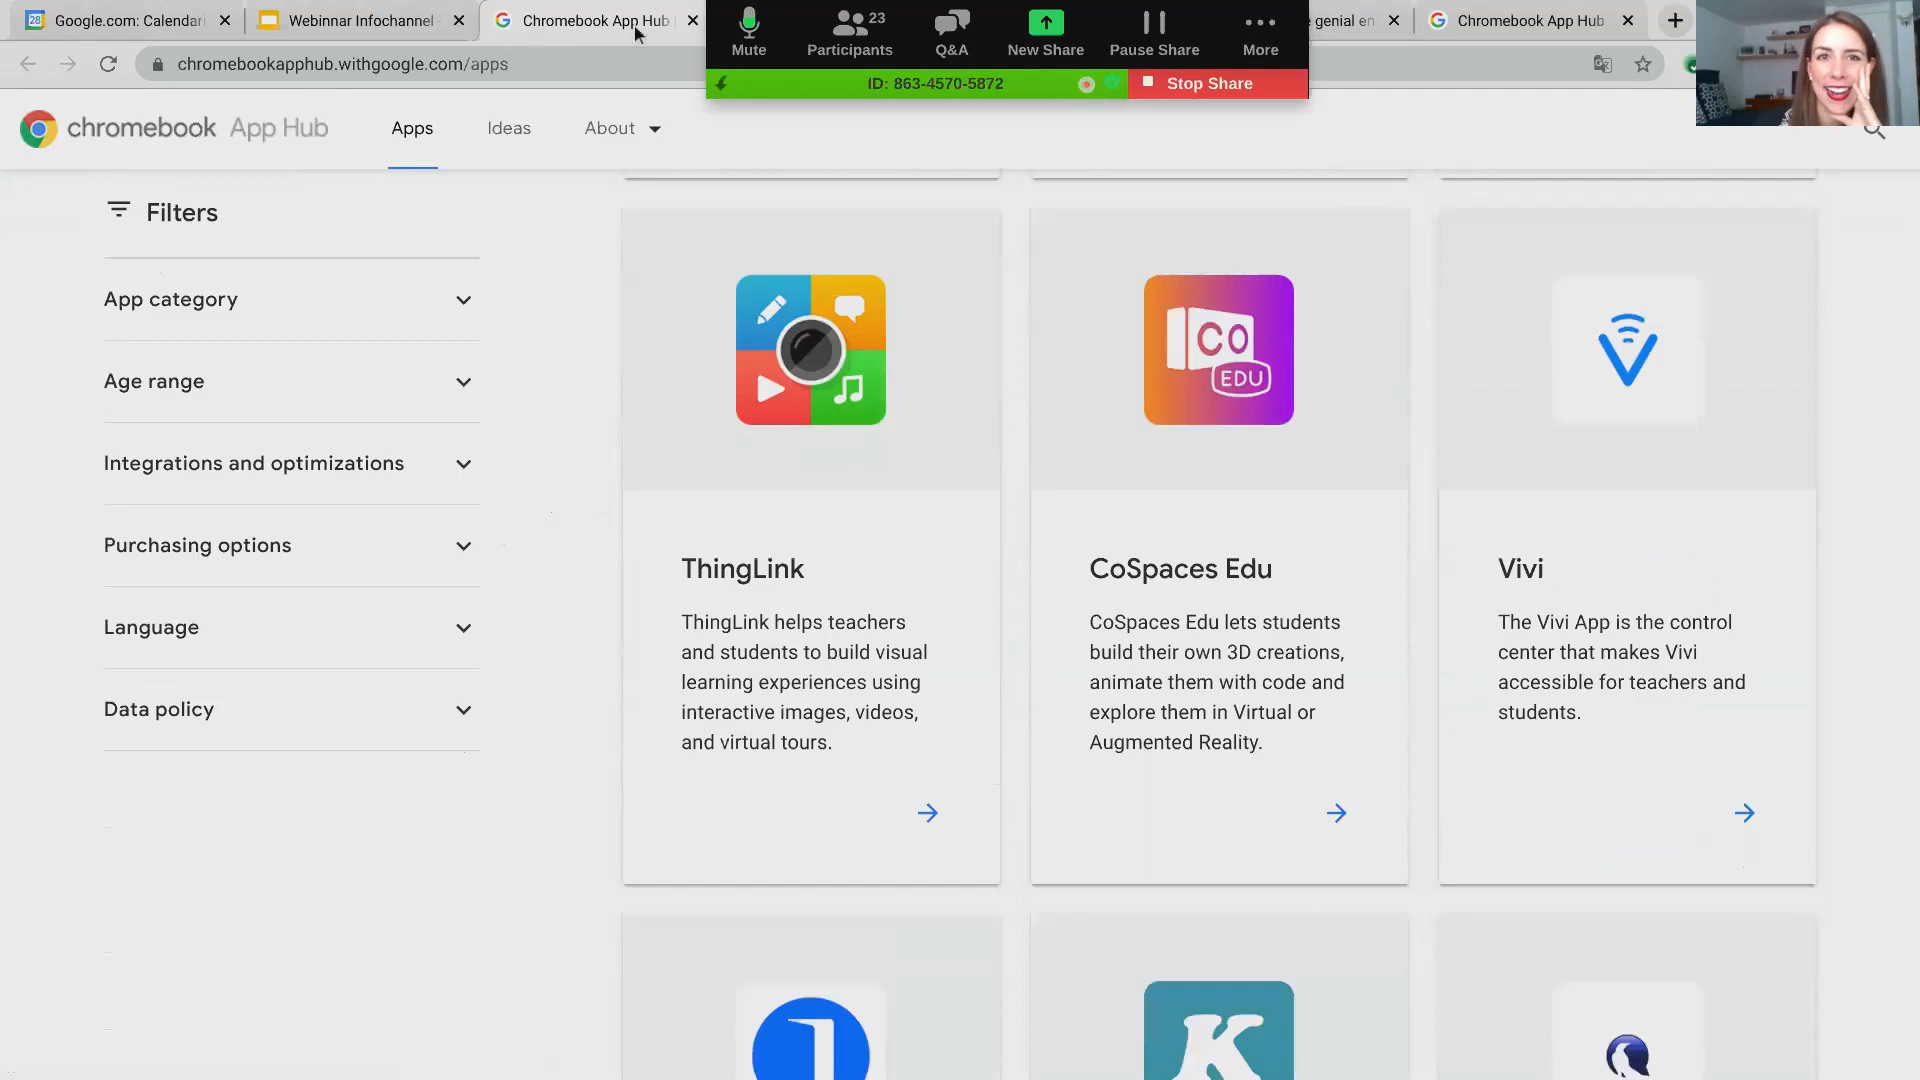 Google.com: Calendari
Webinnar Infochannel -
Chromebook App Hub
genial en
Chromebook App Hub
23
Mute
Participants
Q&A
New Share
Pause Share
More
chromebookapphub.withgoogle.com/apps
ID: 863-4570-5872
Stop Share
chromebook App Hub
Apps
Ideas
About
Filters
App category
Age range
Integrations and optimizations
Purchasing options
Language
Data policy
CO
EDU
ThingLink
ThingLink helps teachers
and students to build visual
learning experiences using
interactive images, videos,
and virtual tours.
CoSpaces Edu
CoSpaces Edu lets students
build their own 3D creations,
animate them with code and
explore them in Virtual or
Augmented Reality.
Vivi
The Vivi App is the control
center that makes Vivi
accessible for teachers and
students.
K